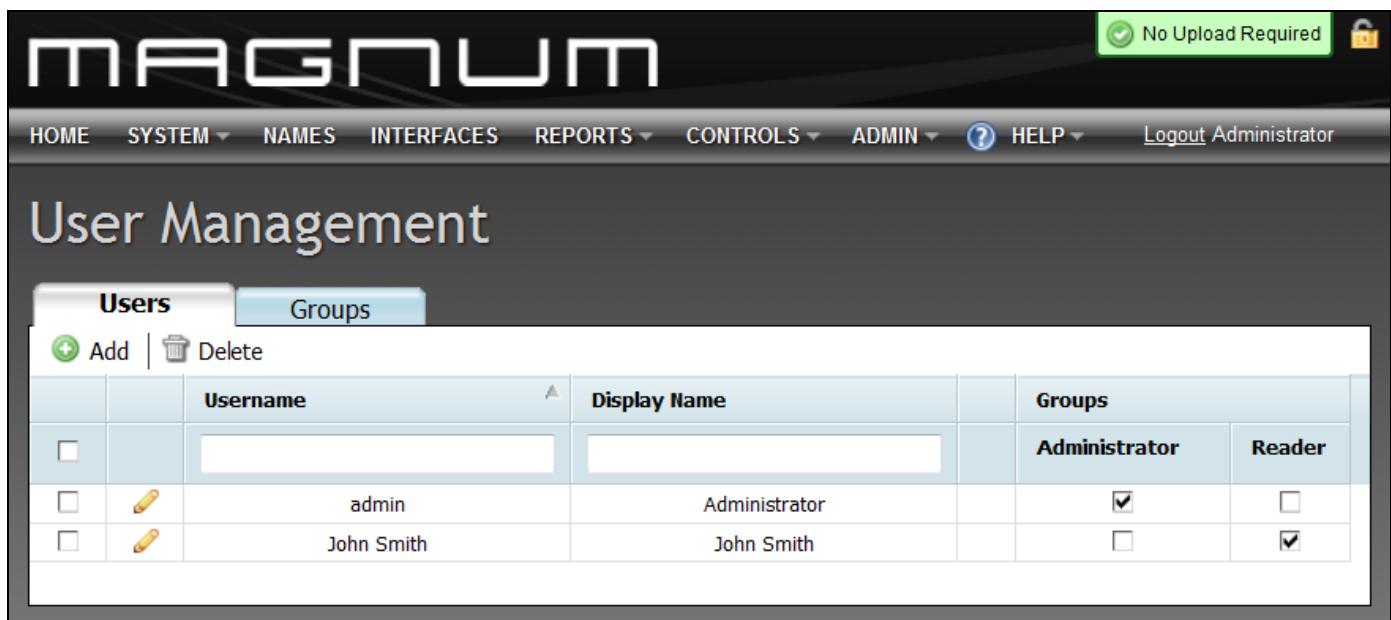 MAGNUM
No Upload Required
HOME SYSTEM NAMES INTERFACES REPORTS CONTROLS ADMIN ? HELP Logout Administrator
User Management
Users Groups
Add Delete
Username Display Name Groups
Administrator Reader
admin Administrator
John Smith John Smith